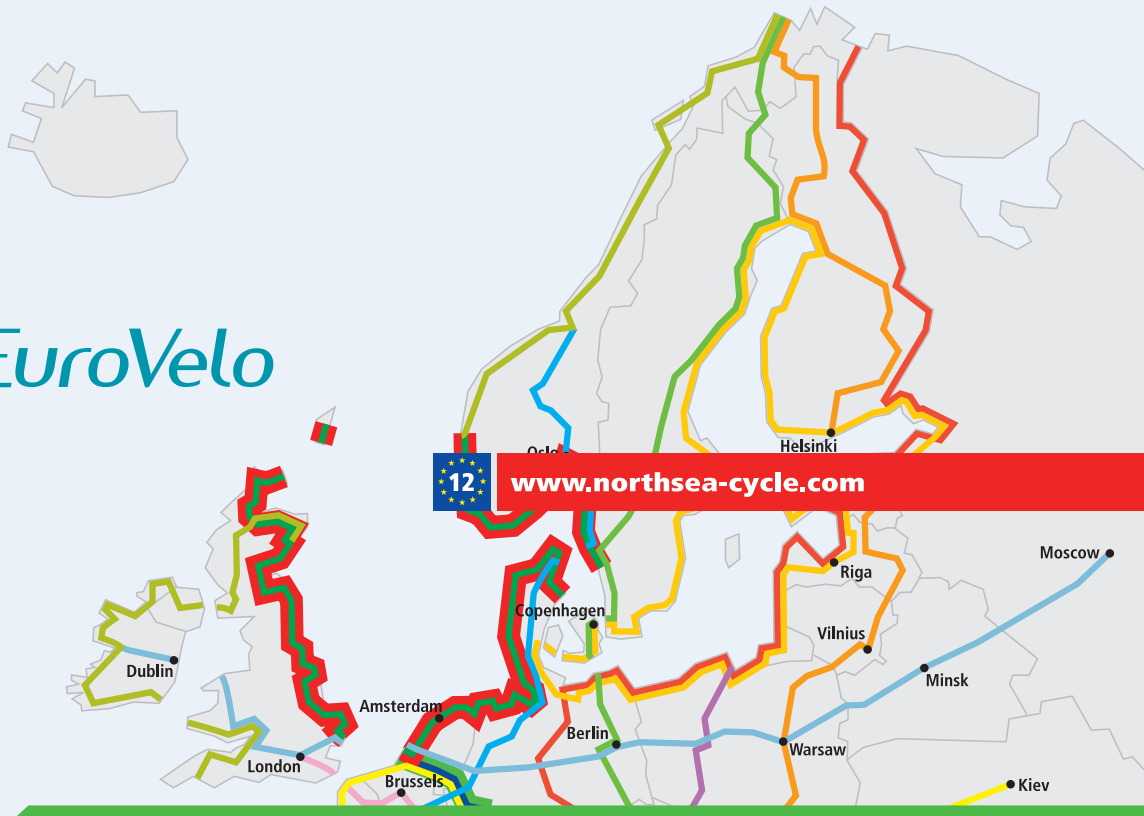 EuroVelo
Oslo
Helsinki
12 www.northsea-cycle.com
Moscow
Riga
Copenhagen
Vilnius
Dublin
Minsk
Amsterdam
Berlin
Warsaw
London
Brussels
Kiev